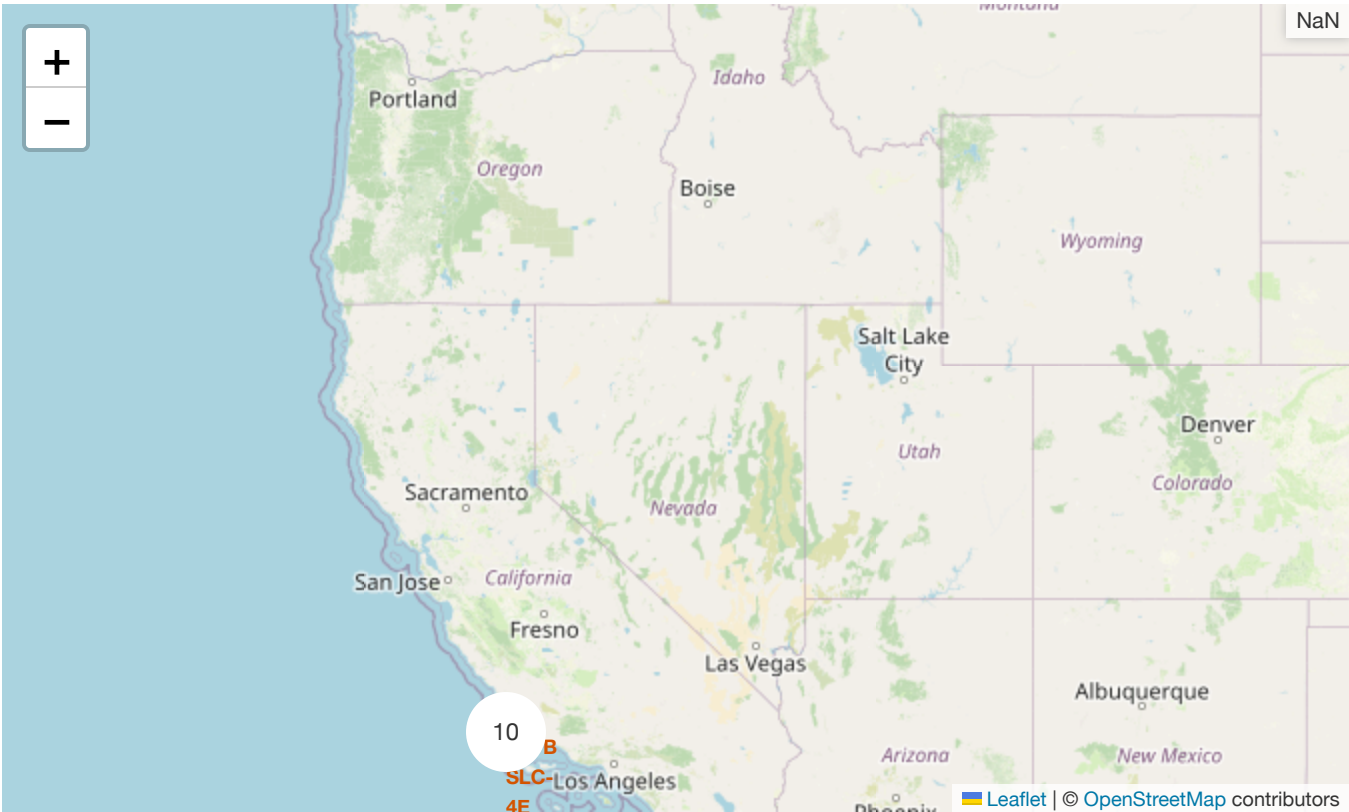 Montana
NaN
+
Idaho
Portland
−
Oregon
Boise
Wyoming
Salt Lake
City
Denver
Utah
Colorado
Sacramento
Nevada
California
San Jose
Fresno
Las Vegas
Albuquerque
10
B
Arizona
New Mexico
SLC-
Los Angeles
4E
Phoenix
Leaflet | © OpenStreetMap contributors